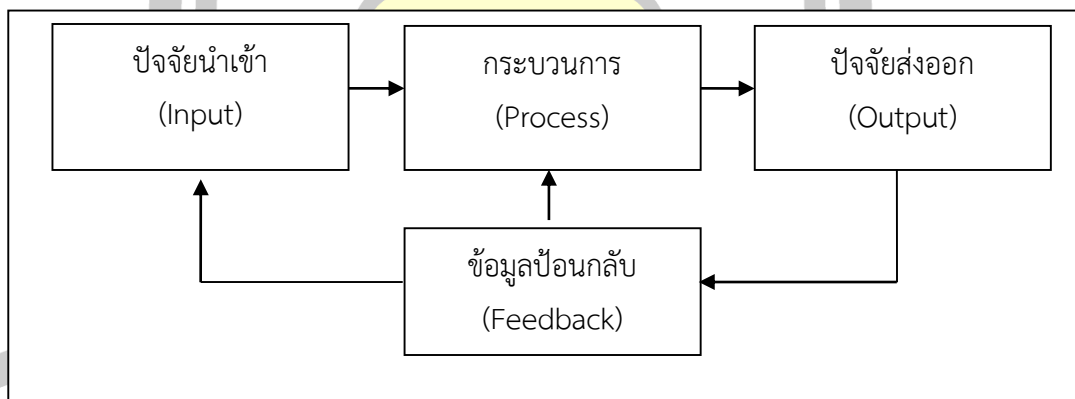 ปัจจัยนำเข้า
(Input)
กระบวนการ
(Process)
ปัจจัยส่งออก
(Output)
ข้อมูลป้อนกลับ
(Feedback)